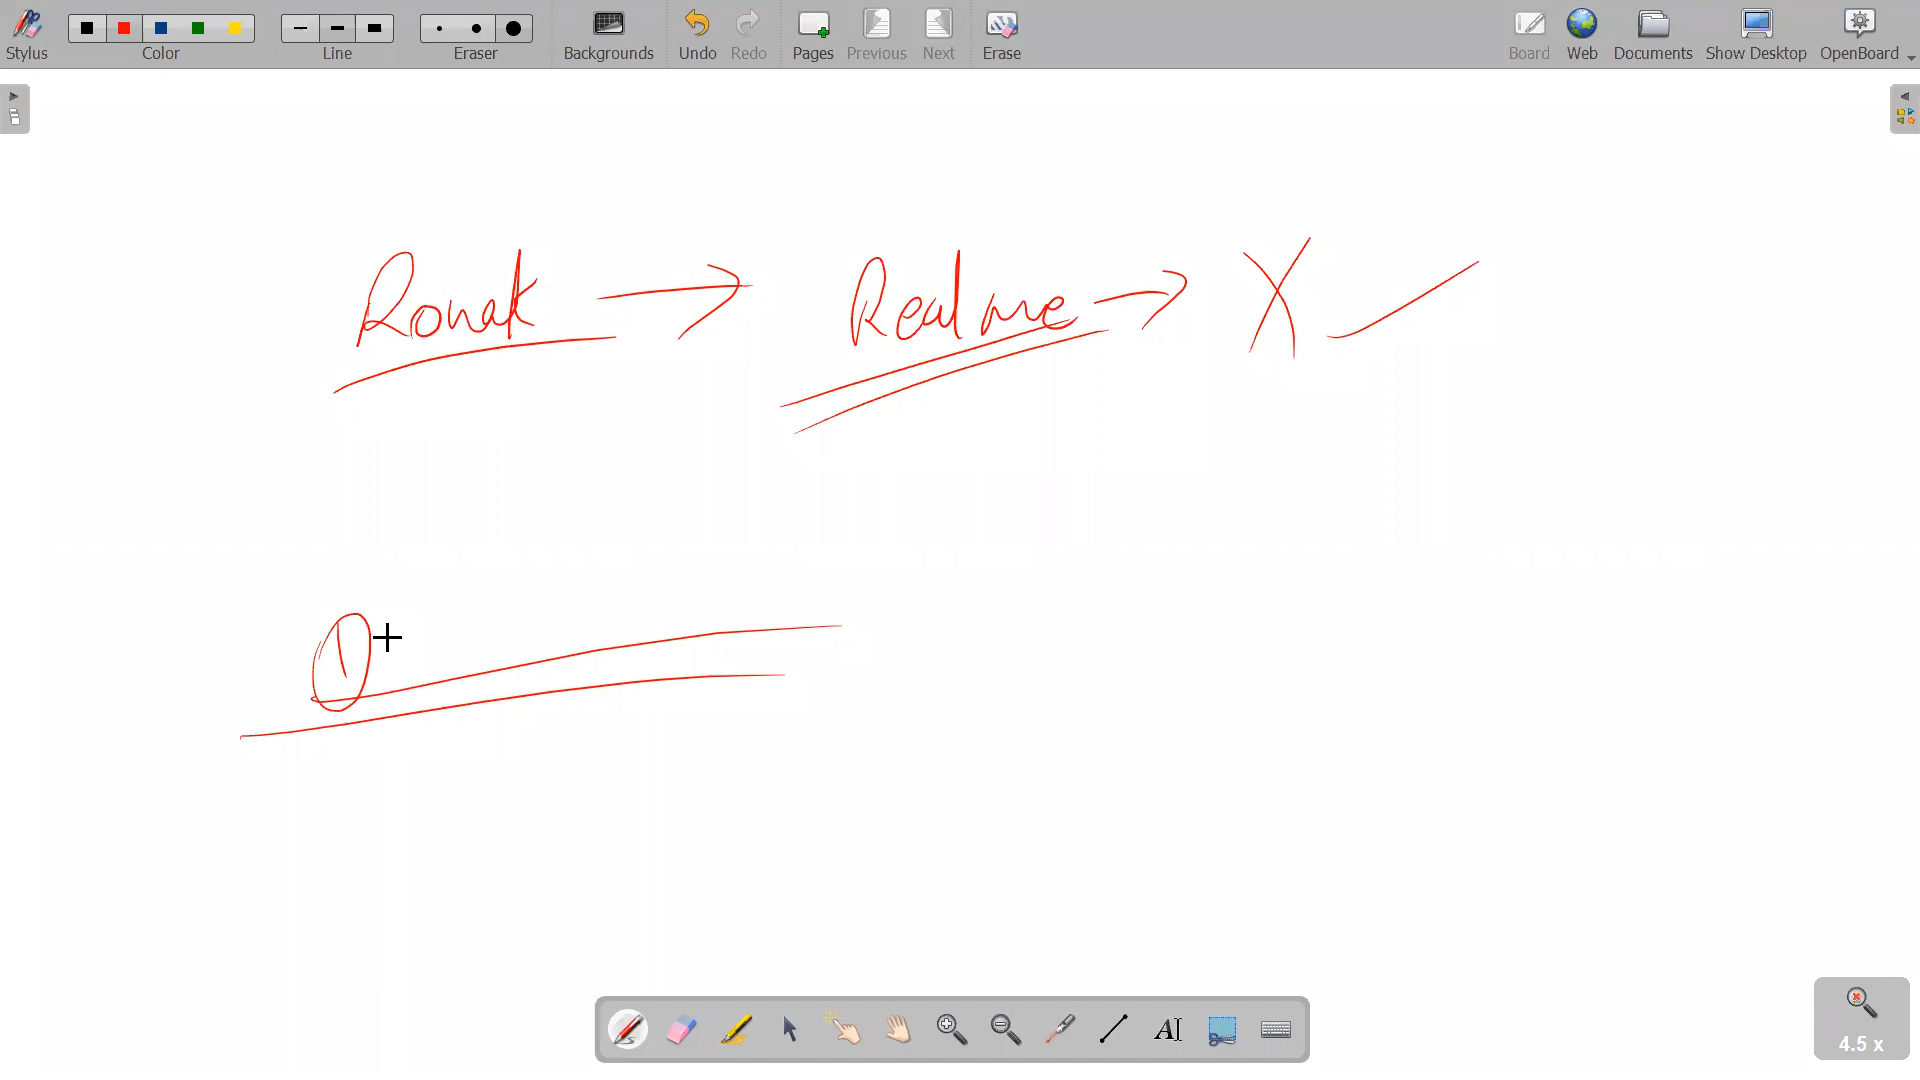 Stylus Color Line Eraser Backgrounds Undo Redo Pages Previous Next Erase Board Web Documents Show Desktop OpenBoard
Ronak → Realme → X
1
4.5 x